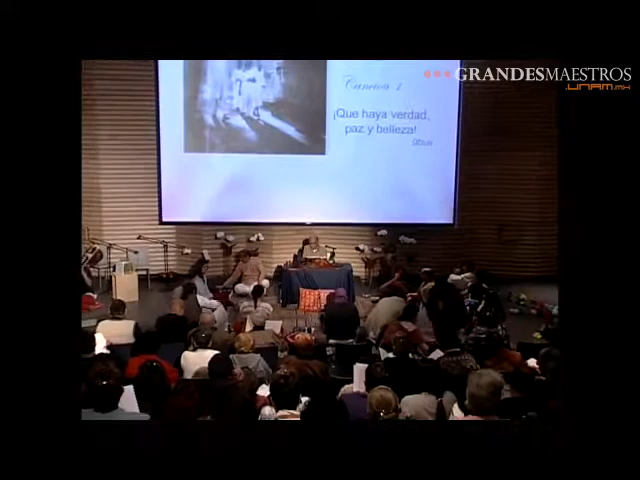 GRANDESMAESTROS
.UNAM.mx
Canción 1
¡Que haya verdad,
paz y belleza!